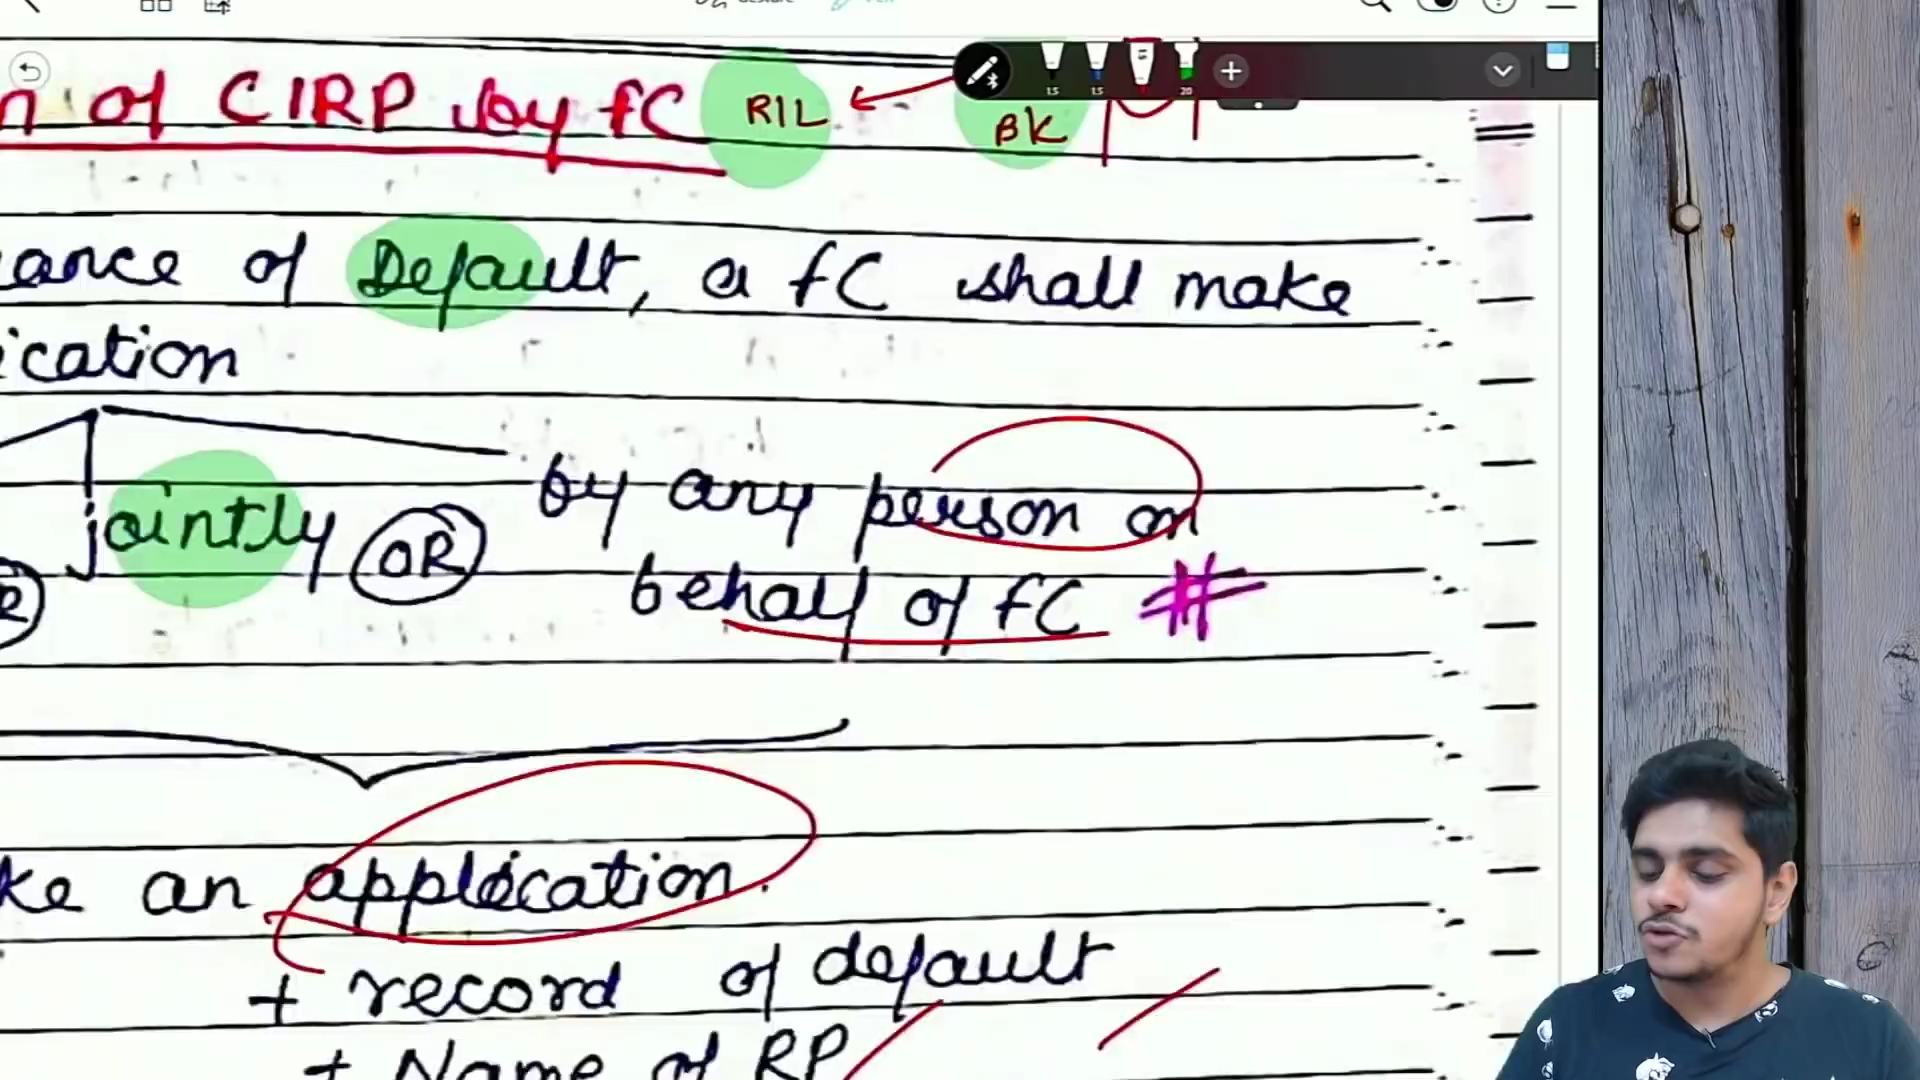 n of CIRP by fC RIL BK
ance of Default, a fC shall make
ication
jointly OR by any person on
behalf of fC #
ke an application.
+ record of default
+ Name of RP